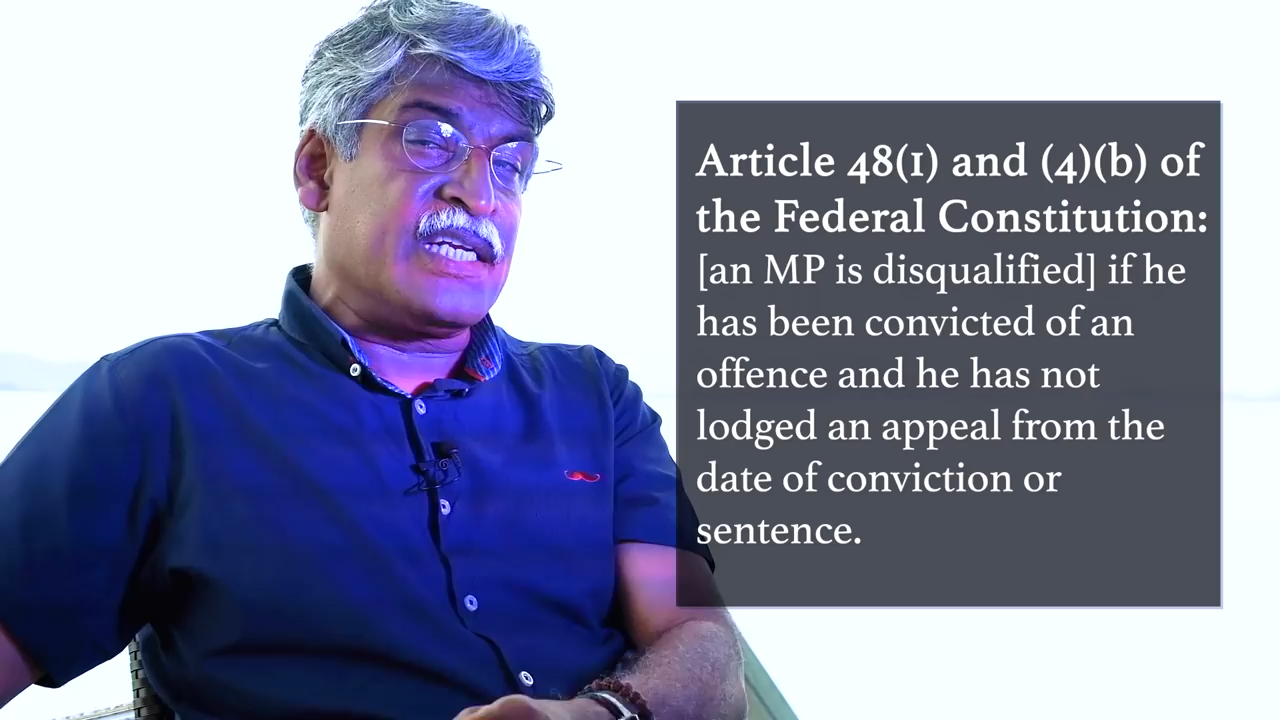 Article 48(1) and (4)(b) of
the Federal Constitution:
[an MP is disqualified] if he
has been convicted of an
offence and he has not
lodged an appeal from the
date of conviction or
sentence.